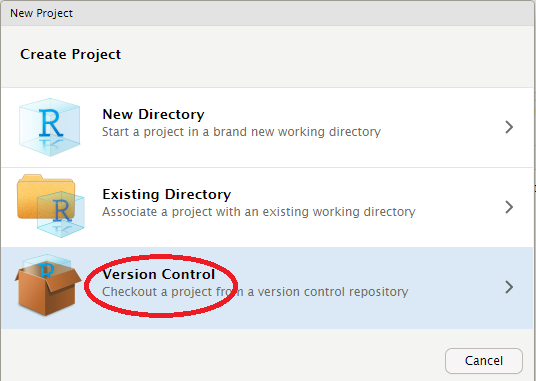 New Project
Create Project
R
New Directory
Start a project in a brand new working directory
R
Existing Directory
Associate a project with an existing working directory
R
Version Control
Checkout a project from a version control repository
Cancel